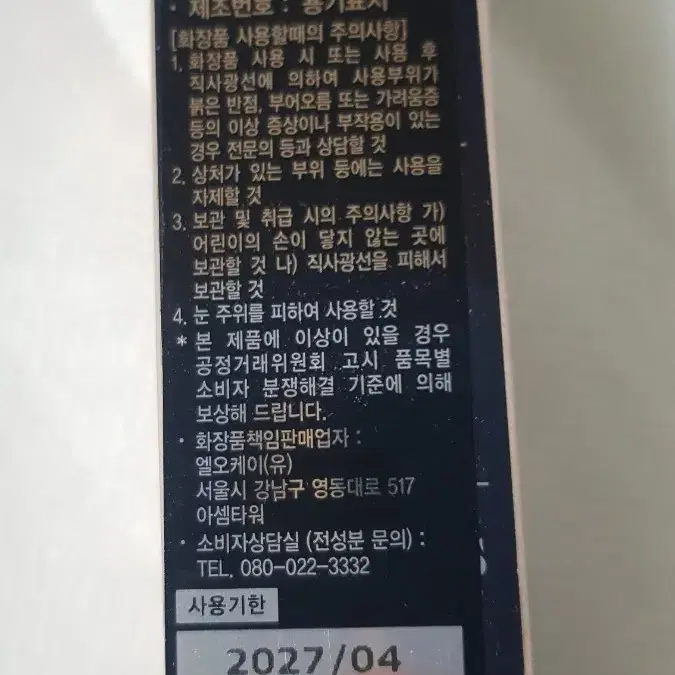 · 제조번호 : 용기표시
[화장품 사용할때의 주의사항]
1. 화장품 사용 시 또는 사용 후
직사광선에 의하여 사용부위가
붉은 반점, 부어오름 또는 가려움증
등의 이상 증상이나 부작용이 있는
경우 전문의 등과 상담할 것
2. 상처가 있는 부위 등에는 사용을
자제할 것
3. 보관 및 취급 시의 주의사항 가)
어린이의 손이 닿지 않는 곳에
보관할 것 나) 직사광선을 피해서
보관할 것
4. 눈 주위를 피하여 사용할 것
* 본 제품에 이상이 있을 경우
공정거래위원회 고시 품목별
소비자 분쟁해결 기준에 의해
보상해 드립니다.
· 화장품책임판매업자 :
엘오케이(유)
서울시 강남구 영동대로 517
아셈타워
· 소비자상담실 (전성분 문의) :
TEL. 080-022-3332
사용기한
2027/04